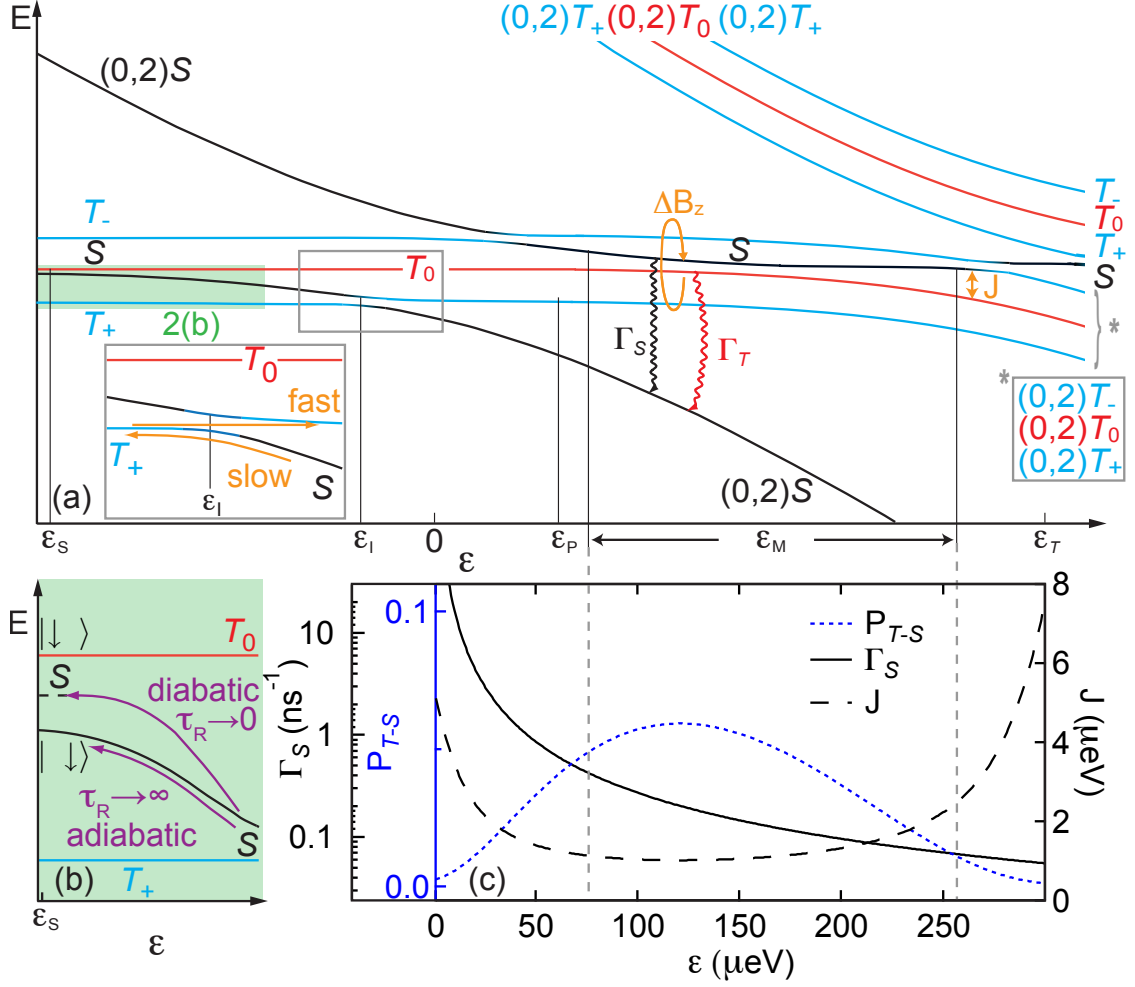 E
(0,2)T+ (0,2)T0 (0,2)T+
(0,2)S
T-
S
T0
T+
2(b)
ΔBz
S
J
ΓS
ΓT
T-
T0
T+
S
*
*
(0,2)T-
(0,2)T0
(0,2)T+
T0
fast
T+
slow
S
εI
(a)
(0,2)S
εS
εI
0
ε
εP
εM
εT
E
|↓ ⟩
T0
S
diabatic
τR→0
| ↓⟩
τR→∞
adiabatic
S
(b)
T+
εS
ε
ΓS (ns-1)
10
1
0.1
PT-S
0.1
0.0
(c)
PT-S
ΓS
J
8
6
4
2
0
J (μeV)
0
50
100
150
200
250
ε (μeV)